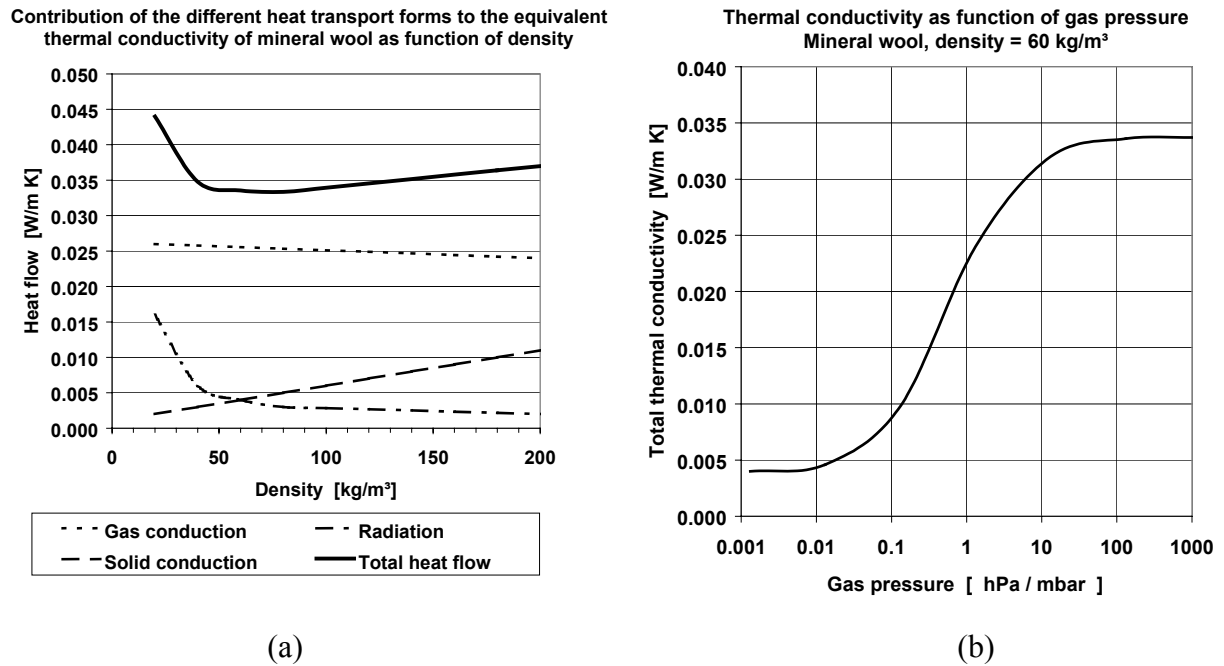 Contribution of the different heat transport forms to the equivalent
thermal conductivity of mineral wool as function of density
0.050
0.045
0.040
0.035
0.030
0.025
0.020
0.015
0.010
0.005
0.000
Heat flow [W/m K]
0 50 100 150 200
Density [kg/m³]
Gas conduction Radiation
Solid conduction Total heat flow
(a)
Thermal conductivity as function of gas pressure
Mineral wool, density = 60 kg/m³
0.040
0.035
0.030
0.025
0.020
0.015
0.010
0.005
0.000
Total thermal conductivity [W/m K]
0.001 0.01 0.1 1 10 100 1000
Gas pressure [ hPa / mbar ]
(b)